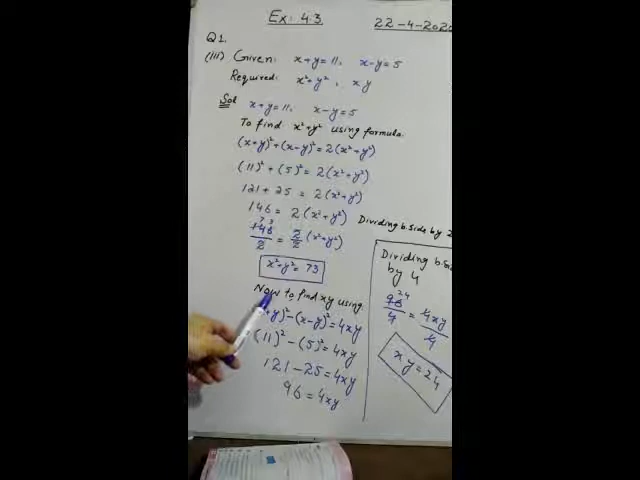 Ex: 4.3
22-4-2020
Q1.
(iii) Given: x+y=11, x-y=5
Required: x²+y², xy
Sol x+y=11, x-y=5
To find x²+y² using formula
(x+y)²+(x-y)²=2(x²+y²)
(11)²+(5)²=2(x²+y²)
121+25=2(x²+y²)
146=2(x²+y²) Dividing b.side by 2
146/2 73 = 2/2 (x²+y²)
x²+y²=73
Now to find xy using
+y)²-(x-y)²=4xy
(11)²-(5)²=4xy
121-25=4xy
96=4xy
Dividing b.s
by 4
96/4 24 = 4xy/4
xy=24